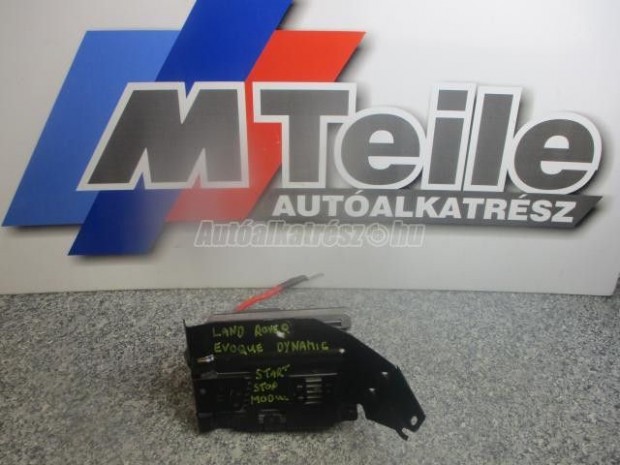 MTeile
AUTÓALKATRÉSZ
Autóalkatrész.hu
LAND ROVER
EVOQUE DYNAMIC
START
STOP
MODUL